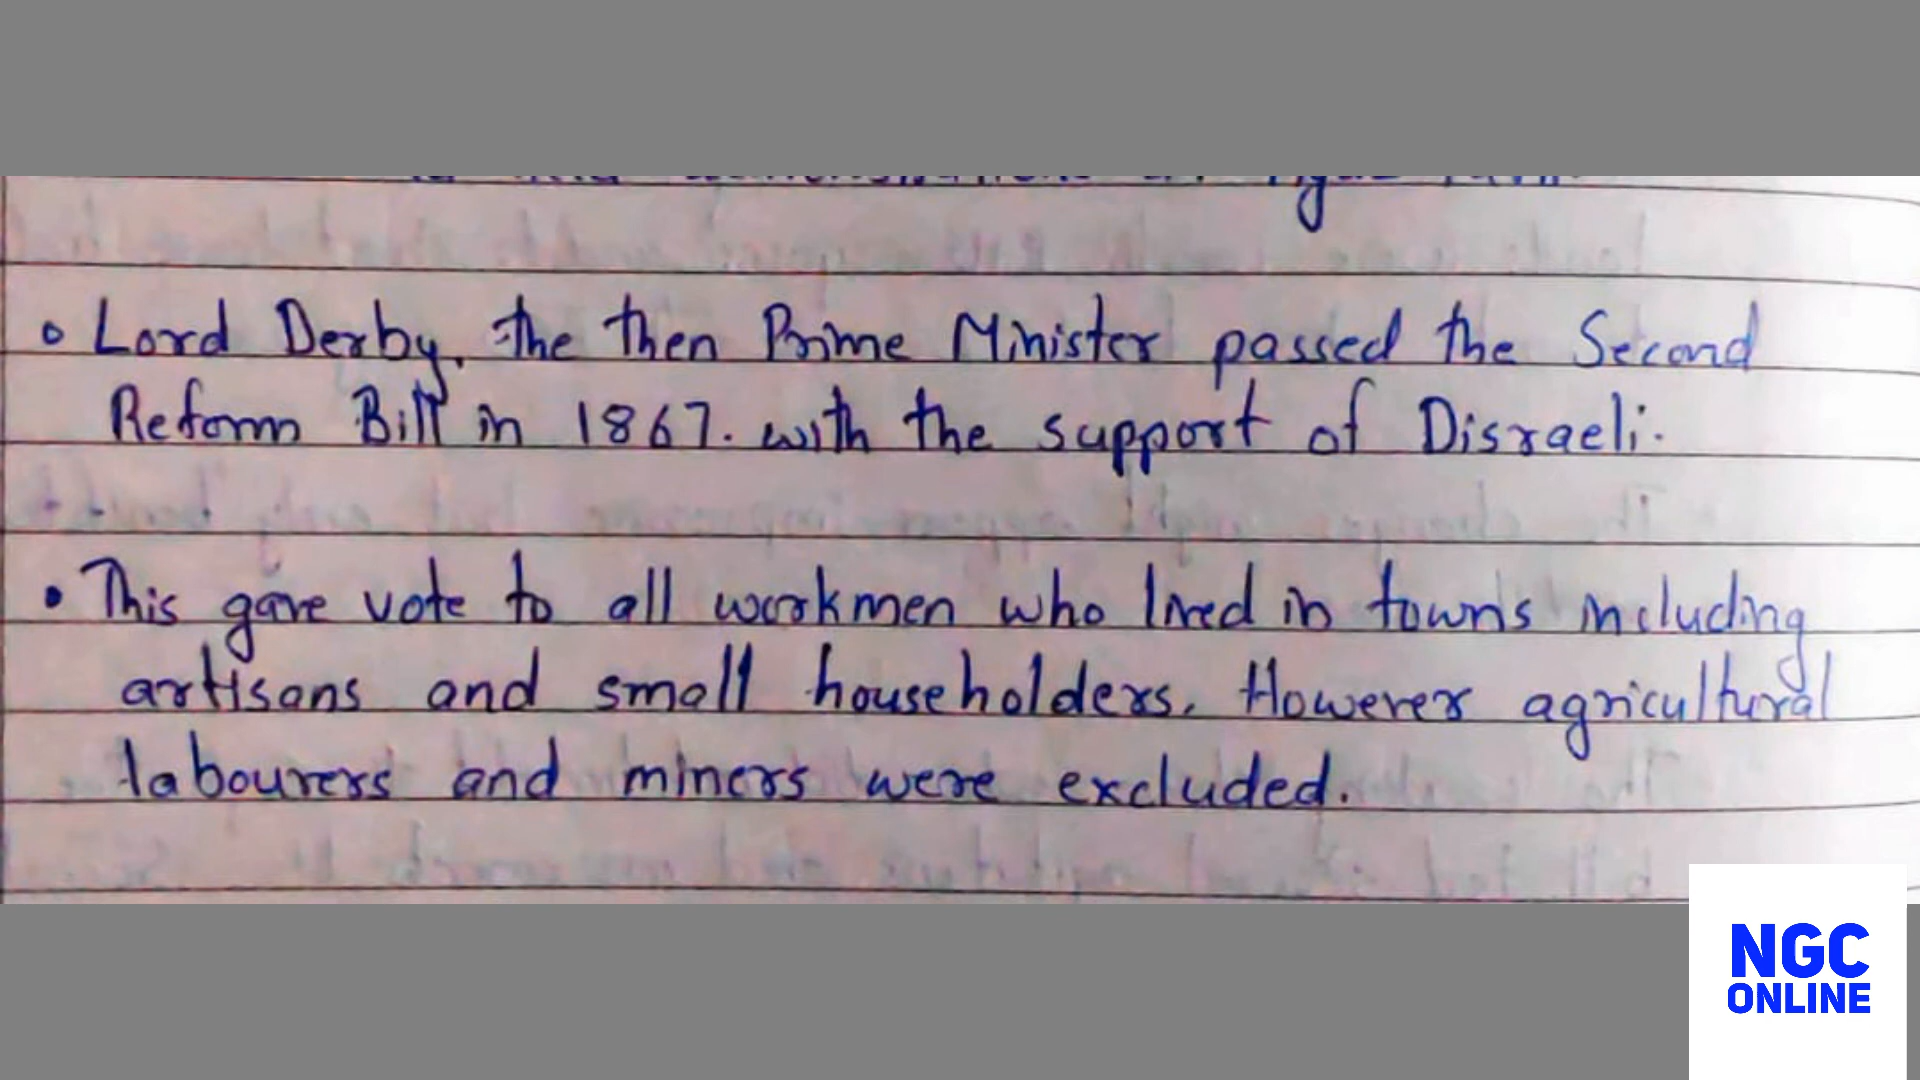 • Lord Derby, the then Prime Minister passed the Second
Reform Bill in 1867. with the support of Disraeli.
• This gave vote to all workmen who lived in towns including
artisans and small householders. However agricultural
labourers and miners were excluded.
NGC
ONLINE